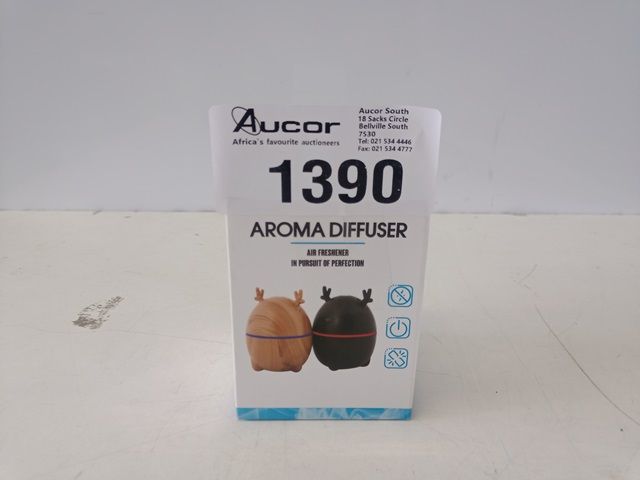 Aucor
Africa's favourite auctioneers
Aucor South
18 Sacks Circle
Bellville South
7530
Tel: 021 534 4446
Fax: 021 534 4777
1390
AROMA DIFFUSER
AIR FRESHENER
IN PURSUIT OF PERFECTION